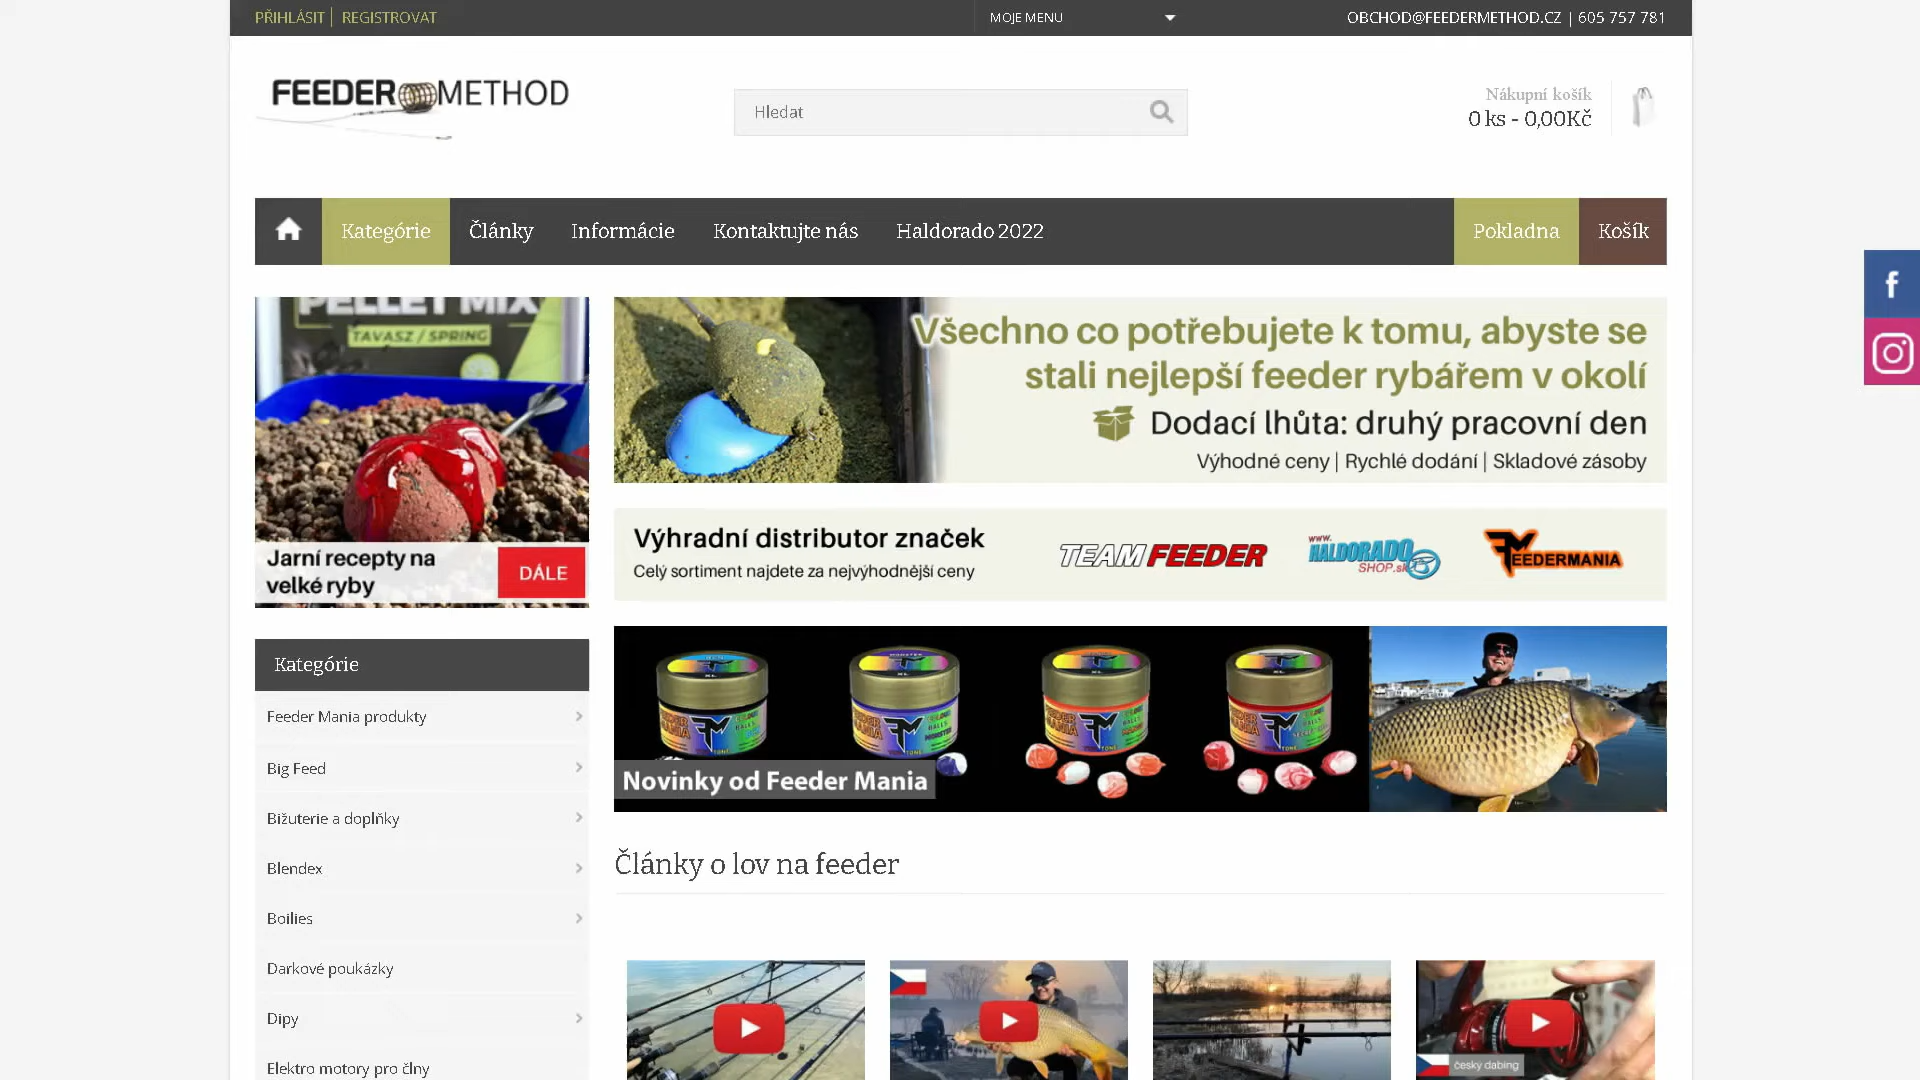 PŘIHLÁSIT | REGISTROVAT
MOJE MENU
OBCHOD@FEEDERMETHOD.CZ | 605 757 781
FEEDER METHOD
Hledat
Nákupní košík
0 ks - 0,00Kč
Kategórie
Články
Informácie
Kontaktujte nás
Haldorado 2022
Pokladna
Košík
PELLET MIX
TAVASZ / SPRING
Jarní recepty na
velké ryby
DÁLE
Všechno co potřebujete k tomu, abyste se
stali nejlepší feeder rybářem v okolí
Dodací lhůta: druhý pracovní den
Výhodné ceny | Rychlé dodání | Skladové zásoby
Výhradní distributor značek
Celý sortiment najdete za nejvýhodnější ceny
TEAM FEEDER
www.
HALDORADO
SHOP.sk
FEEDERMANIA
Novinky od Feeder Mania
Kategórie
Feeder Mania produkty
Big Feed
Bižuterie a doplňky
Blendex
Boilies
Darkové poukázky
Dipy
Elektro motory pro člny
Články o lov na feeder
český dabing